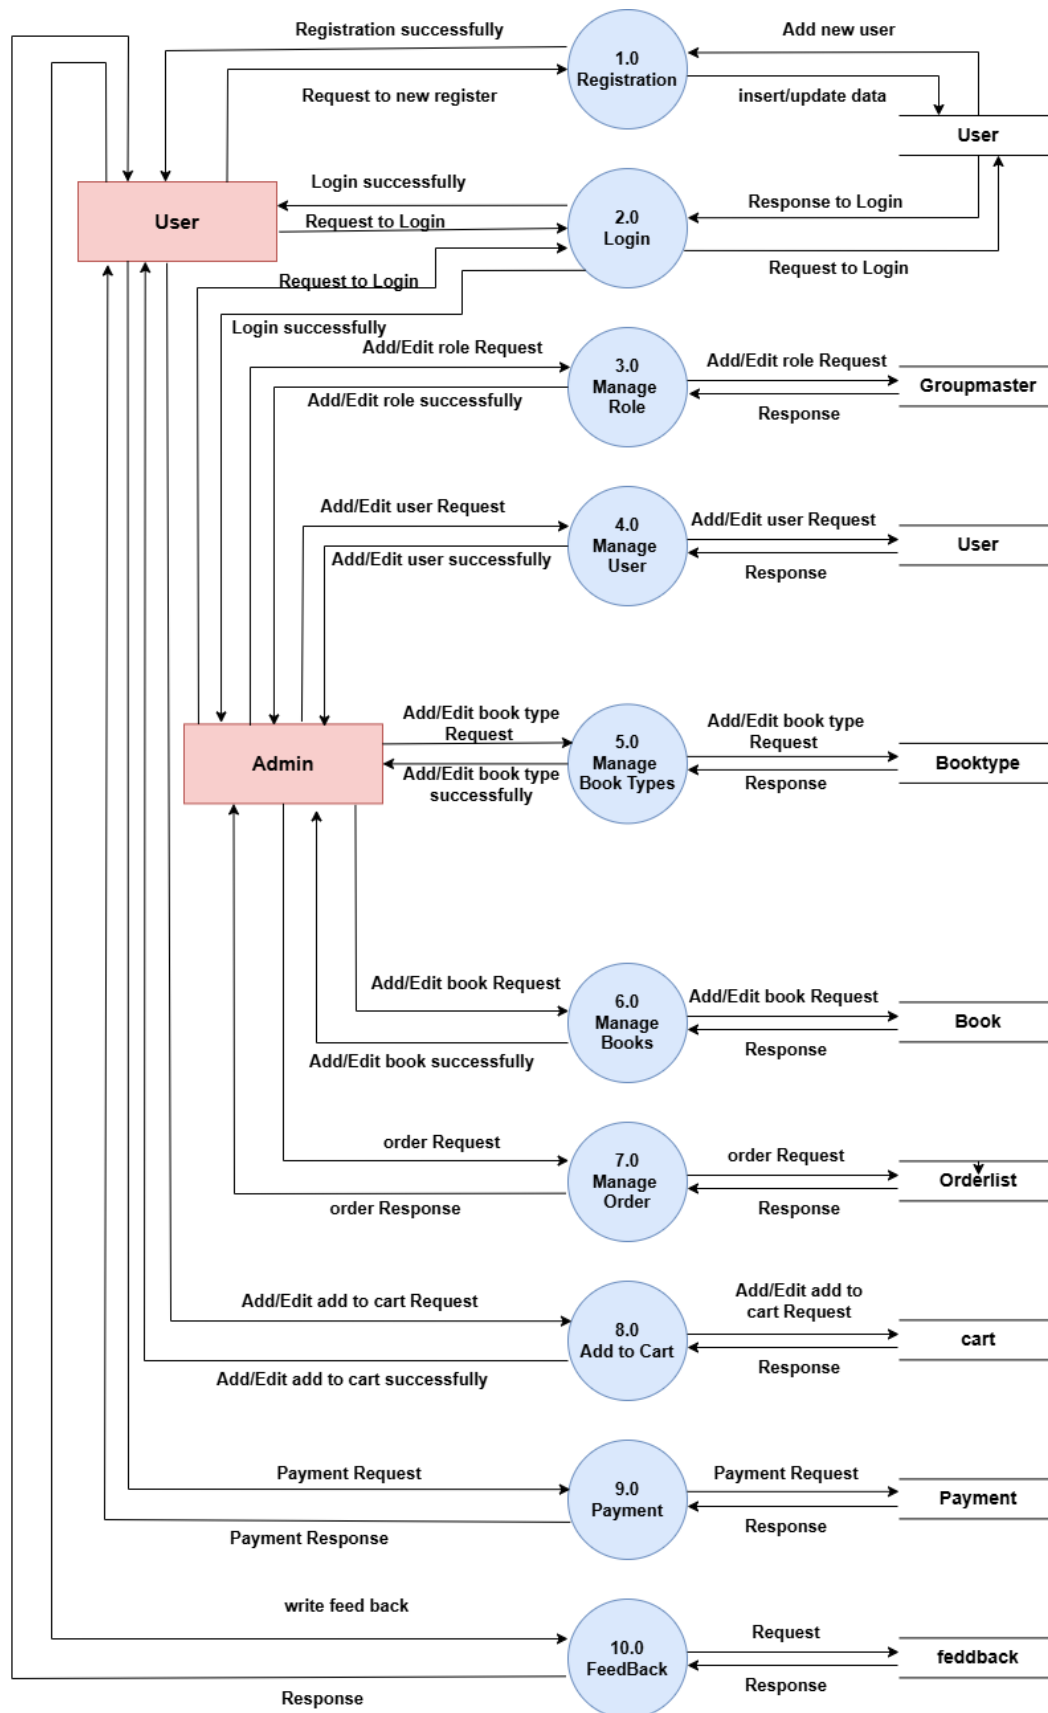 Registration successfully
Add new user
1.0
Registration
Request to new register
insert/update data
User
Login successfully
User
Request to Login
2.0
Login
Response to Login
Request to Login
Request to Login
Login successfully
Add/Edit role Request
3.0
Manage
Role
Add/Edit role Request
Groupmaster
Add/Edit role successfully
Response
Add/Edit user Request
4.0
Manage
User
Add/Edit user Request
User
Add/Edit user successfully
Response
Admin
Add/Edit book type
Request
5.0
Manage
Book Types
Add/Edit book type
Request
Booktype
Add/Edit book type
successfully
Response
Add/Edit book Request
6.0
Manage
Books
Add/Edit book Request
Book
Add/Edit book successfully
Response
order Request
7.0
Manage
Order
order Request
Orderlist
order Response
Response
Add/Edit add to cart Request
8.0
Add to Cart
Add/Edit add to
cart Request
cart
Add/Edit add to cart successfully
Response
Payment Request
9.0
Payment
Payment Request
Payment
Payment Response
Response
write feed back
10.0
FeedBack
Request
feddback
Response
Response